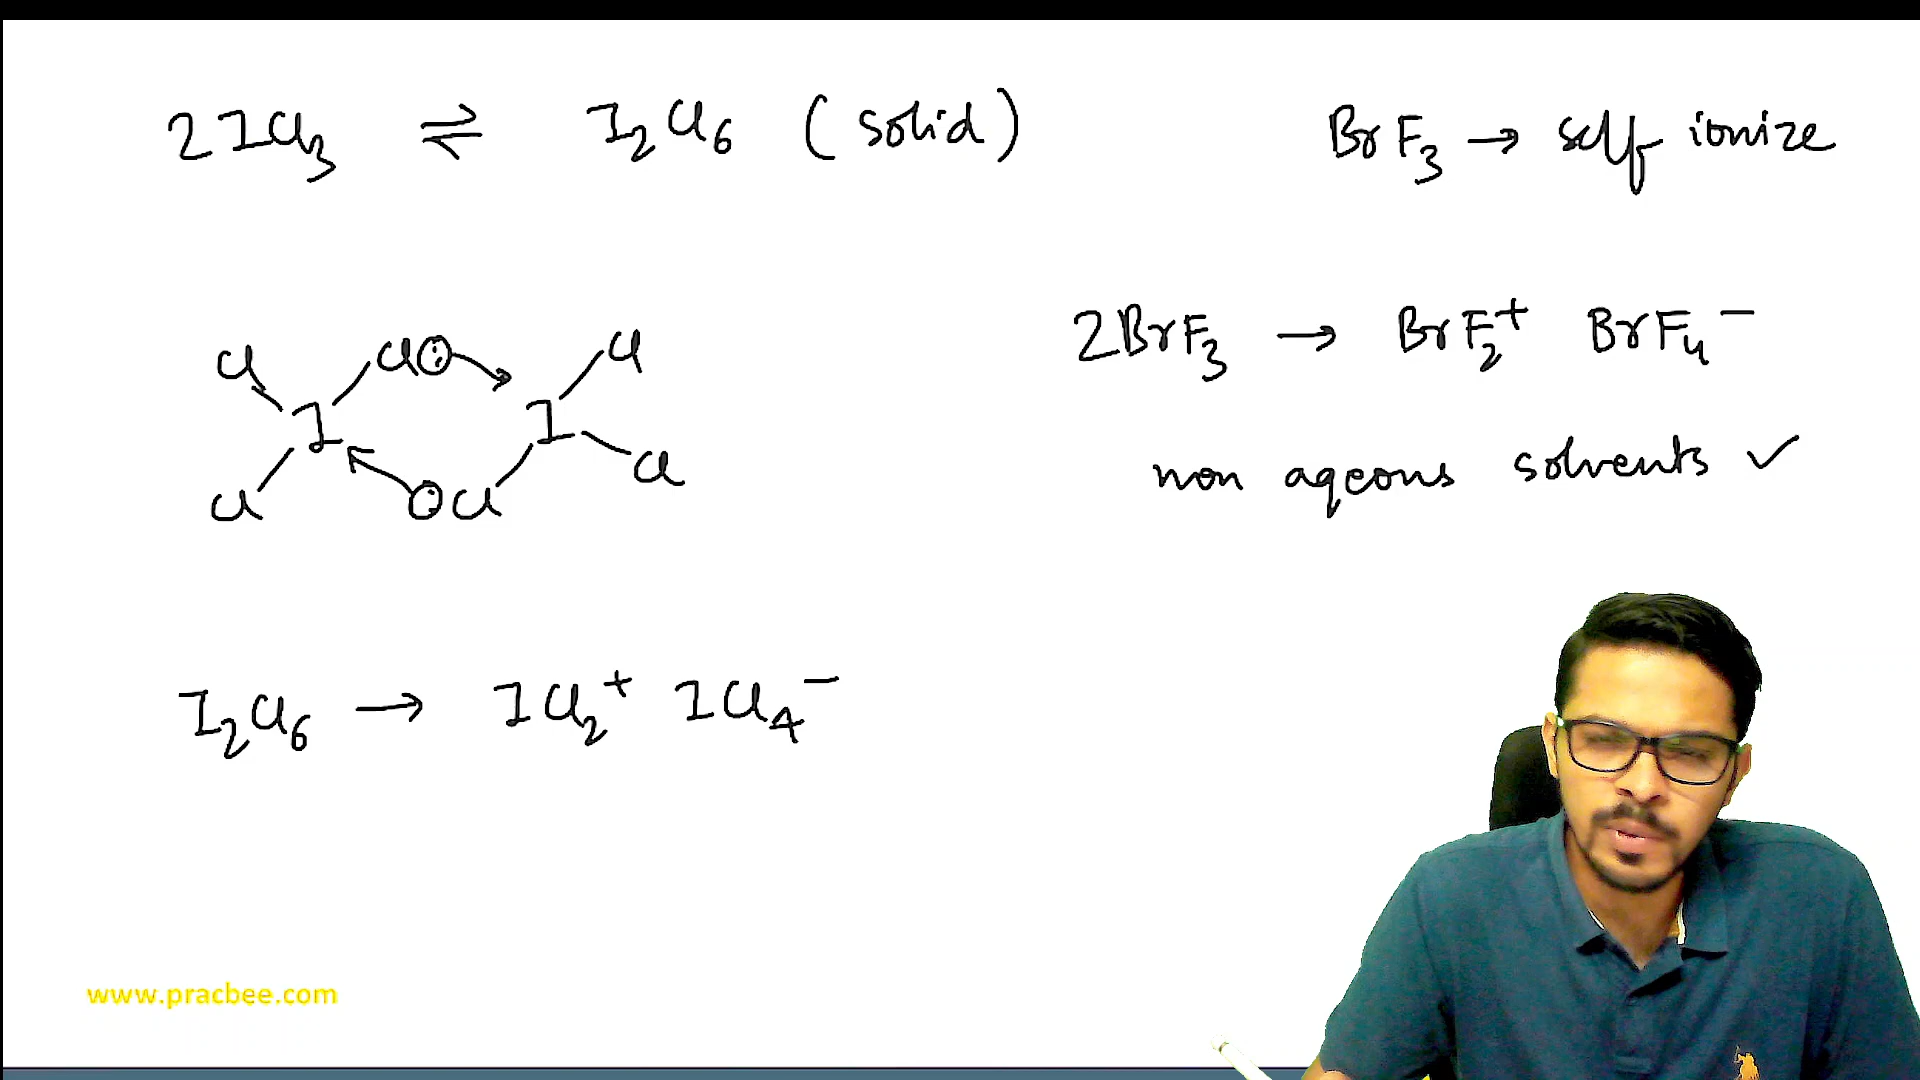 2ICl₃ ⇌ I₂Cl₆ (solid)
BrF₃ → self ionize
2BrF₃ → BrF₂⁺ BrF₄⁻
non aqeous solvents ✓
Cl Cl : Cl
I I
Cl : Cl Cl
I₂Cl₆ → ICl₂⁺ ICl₄⁻
www.pracbee.com